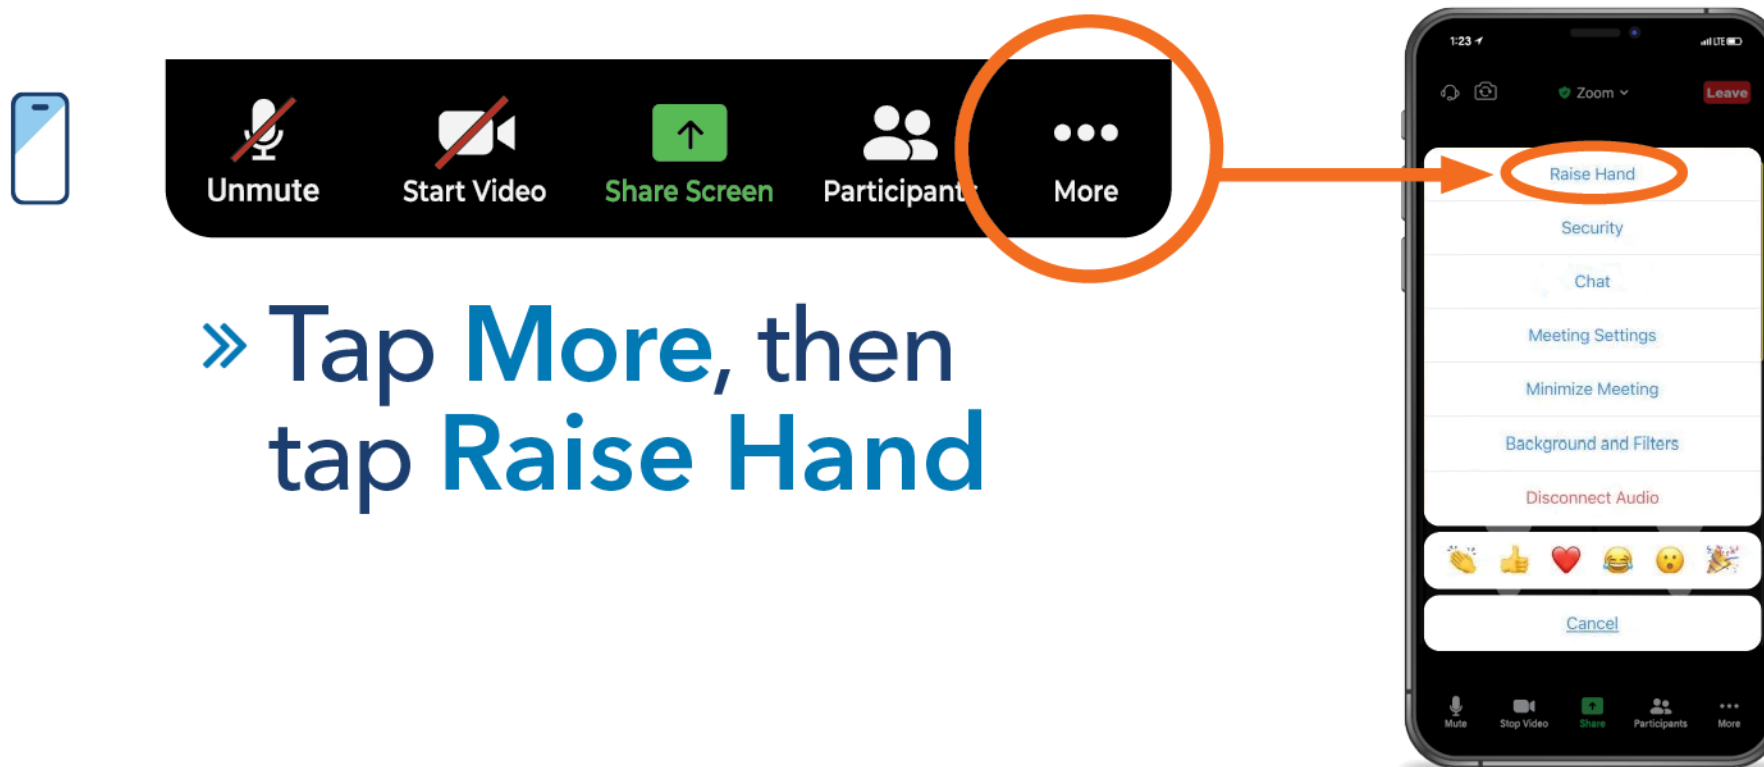 Unmute
Start Video
Share Screen
Participants
More
» Tap More, then
tap Raise Hand
1:23
LTE
Zoom
Leave
Raise Hand
Security
Chat
Meeting Settings
Minimize Meeting
Background and Filters
Disconnect Audio
Cancel
Mute
Stop Video
Share
Participants
More